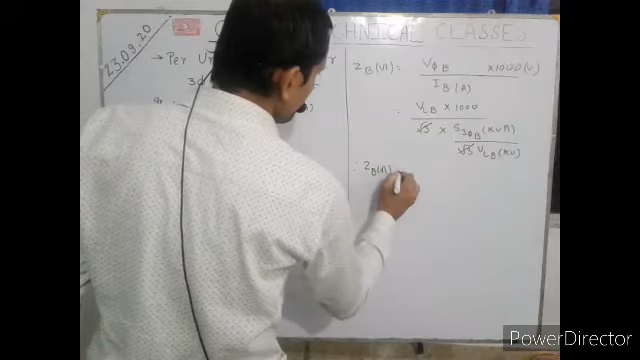 23.09.20
TECHNICAL CLASSES
→ Per
Z_B(Ω) = V_ΦB × 1000 (V) / I_B (A)
= V_LB × 1000 / √3 × S_3ΦB (KVA) / √3 V_LB (KV)
∴ Z_B(Ω)
PowerDirector